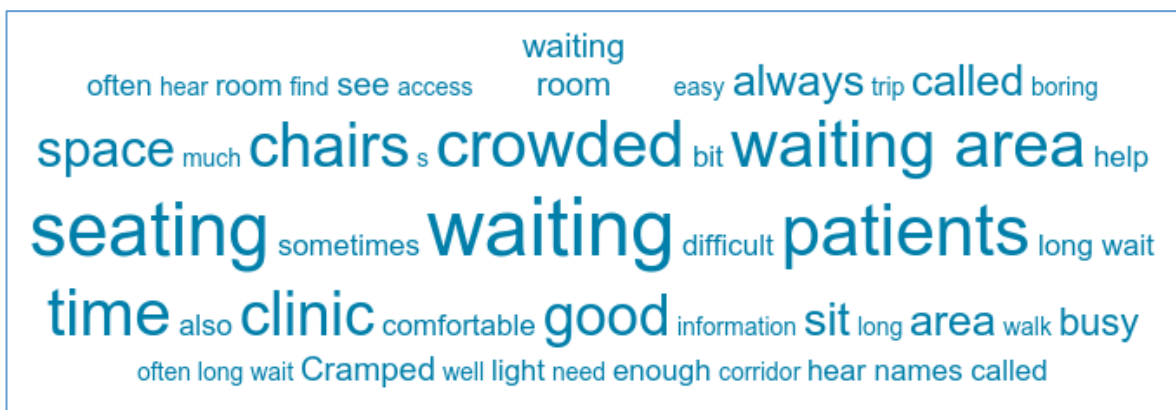 waiting
often hear room find see access room easy always trip called boring
space much chairs s crowded bit waiting area help
seating sometimes waiting difficult patients long wait
time also clinic comfortable good information sit long area walk busy
often long wait Cramped well light need enough corridor hear names called